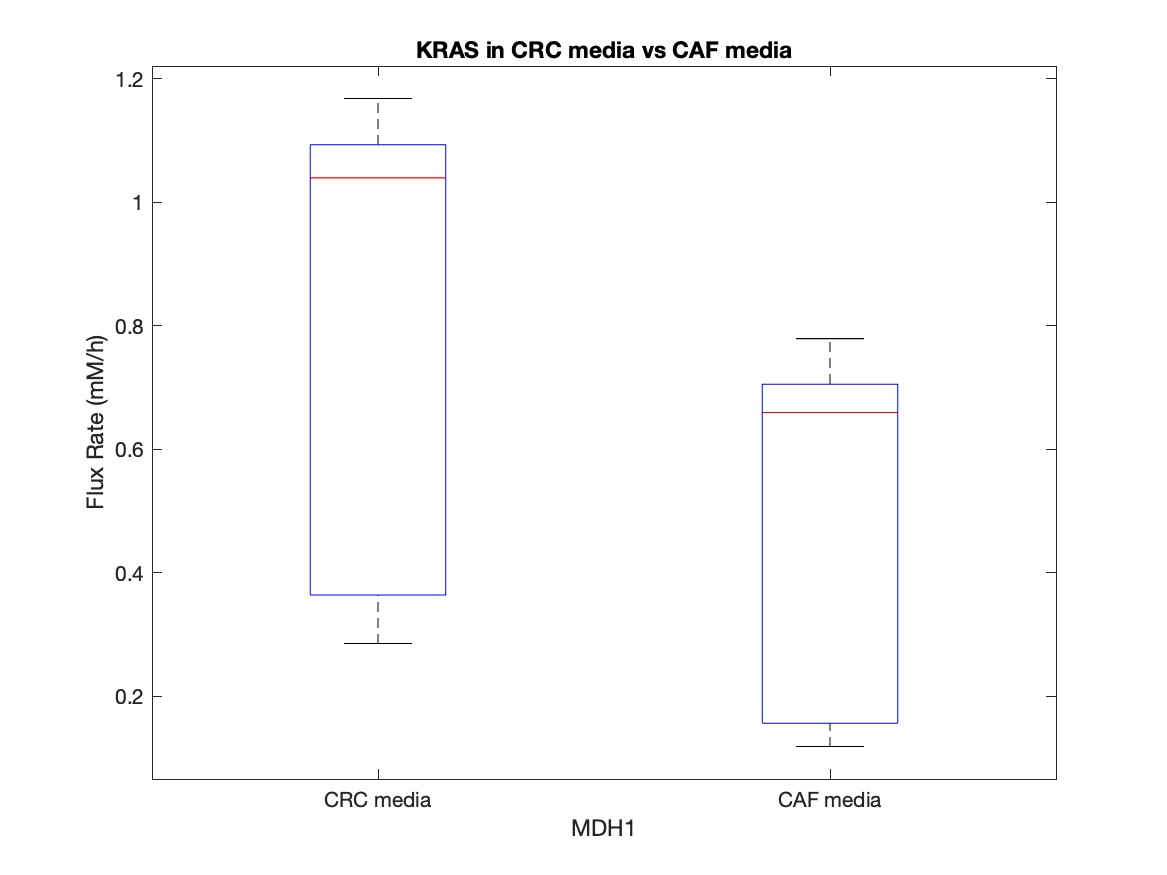 KRAS in CRC media vs CAF media
1.2
1
0.8
0.6
0.4
0.2
Flux Rate (mM/h)
CRC media
CAF media
MDH1